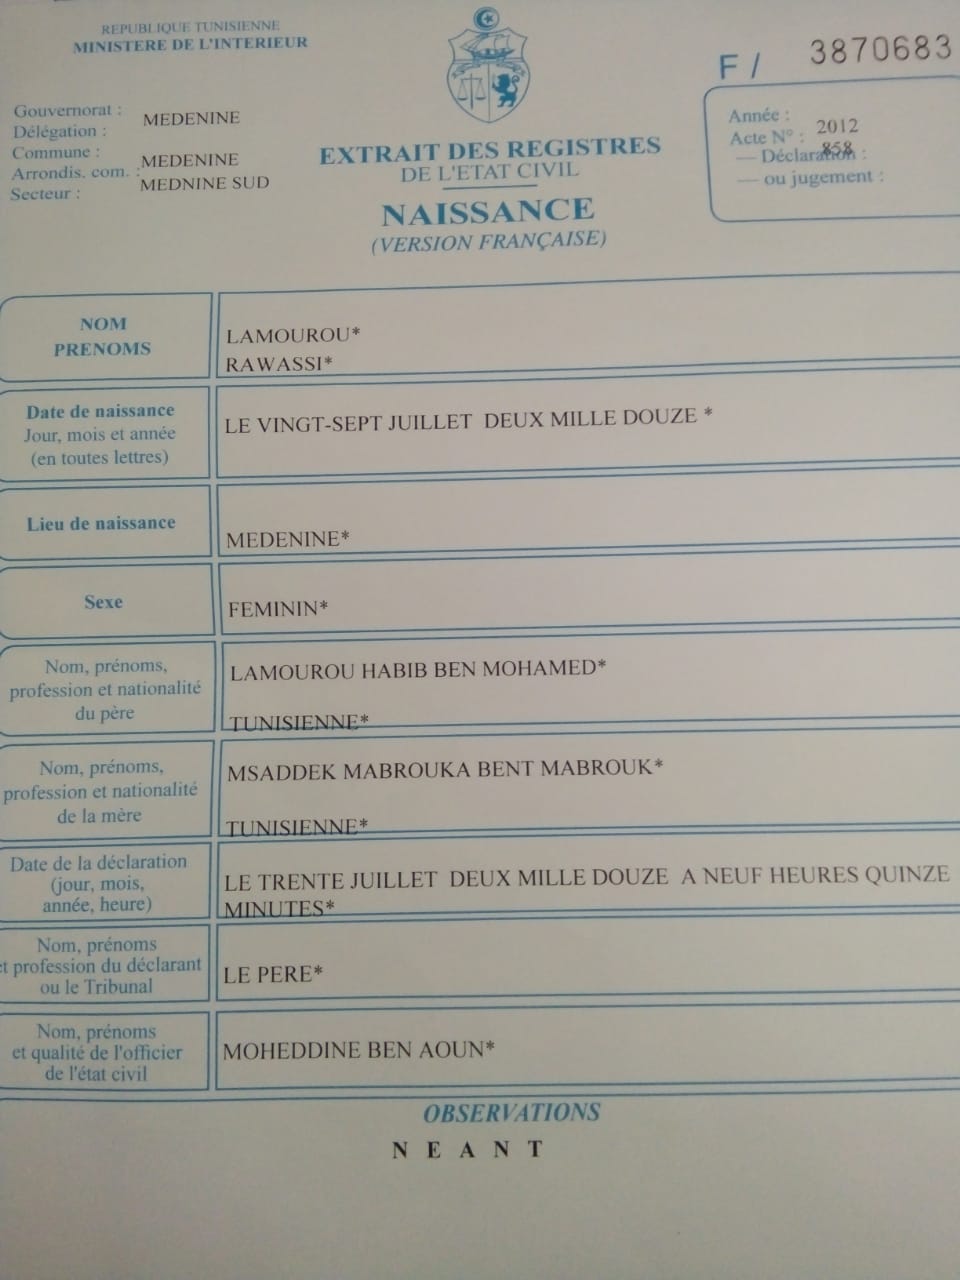 REPUBLIQUE TUNISIENNE
MINISTERE DE L'INTERIEUR
F / 3870683
Gouvernorat : MEDENINE
Délégation :
Commune : MEDENINE
Arrondis. com. : MEDNINE SUD
Secteur :
EXTRAIT DES REGISTRES
DE L'ETAT CIVIL
NAISSANCE
(VERSION FRANÇAISE)
Année : 2012
Acte N° : 858
— Déclaration :
— ou jugement :
NOM
PRENOMS
LAMOUROU*
RAWASSI*
Date de naissance
Jour, mois et année
(en toutes lettres)
LE VINGT-SEPT JUILLET DEUX MILLE DOUZE *
Lieu de naissance
MEDENINE*
Sexe
FEMININ*
Nom, prénoms,
profession et nationalité
du père
LAMOUROU HABIB BEN MOHAMED*
TUNISIENNE*
Nom, prénoms,
profession et nationalité
de la mère
MSADDEK MABROUKA BENT MABROUK*
TUNISIENNE*
Date de la déclaration
(jour, mois,
année, heure)
LE TRENTE JUILLET DEUX MILLE DOUZE A NEUF HEURES QUINZE
MINUTES*
Nom, prénoms
et profession du déclarant
ou le Tribunal
LE PERE*
Nom, prénoms
et qualité de l'officier
de l'état civil
MOHEDDINE BEN AOUN*
OBSERVATIONS
N E A N T